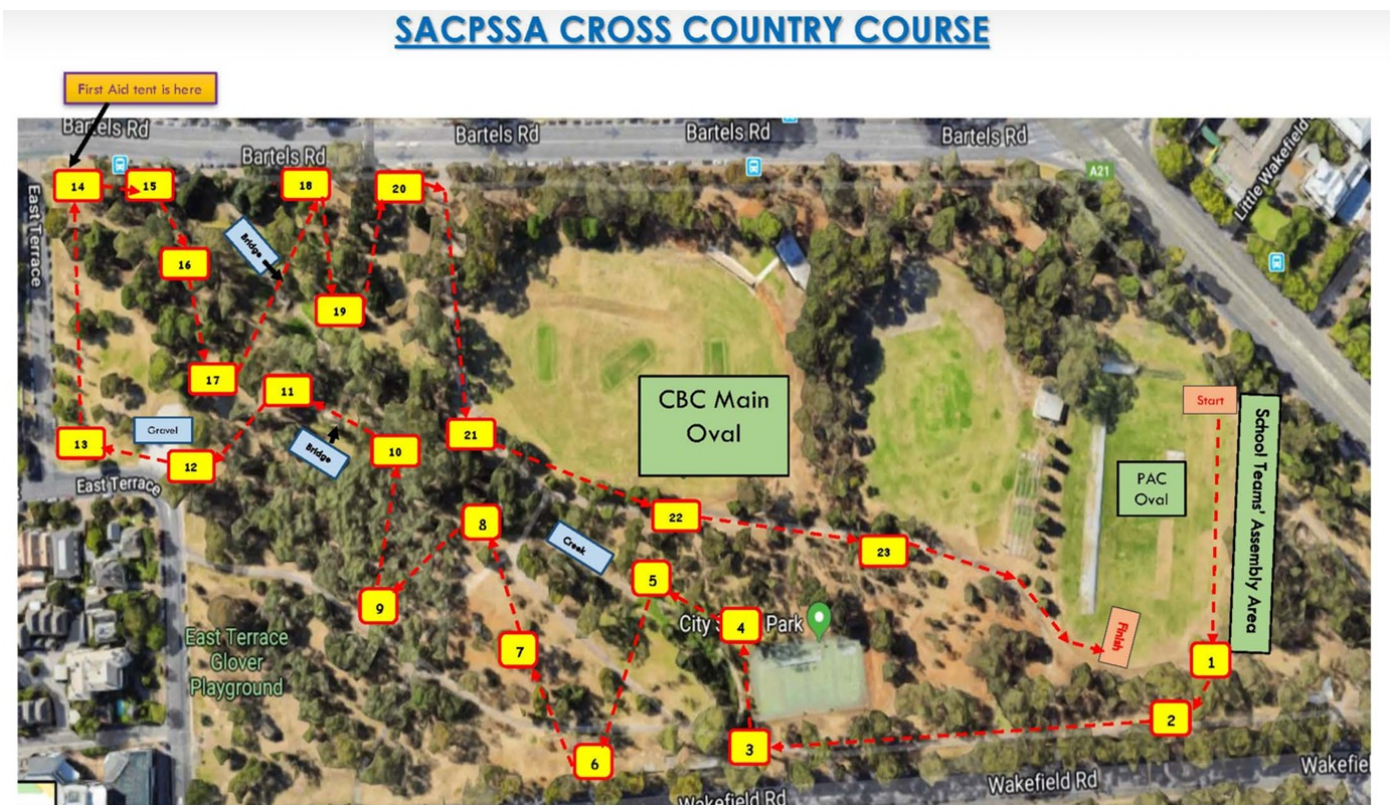 SACPSSA CROSS COUNTRY COURSE
First Aid tent is here
Bartels Rd
Bartels Rd
Bartels Rd
Bartels Rd
Bartels Rd
A21
Little Wakefield
East Terrace
14
15
18
20
16
Bridge
19
17
11
Bridge
10
21
13
Gravel
12
East Terrace
CBC Main
Oval
PAC
Oval
Start
School Teams' Assembly Area
22
23
8
Creek
5
9
4
City S
Park
7
East Terrace
Glover
Playground
Finish
1
2
3
6
Wakefield Rd
Wakefield Rd
Wakefiel